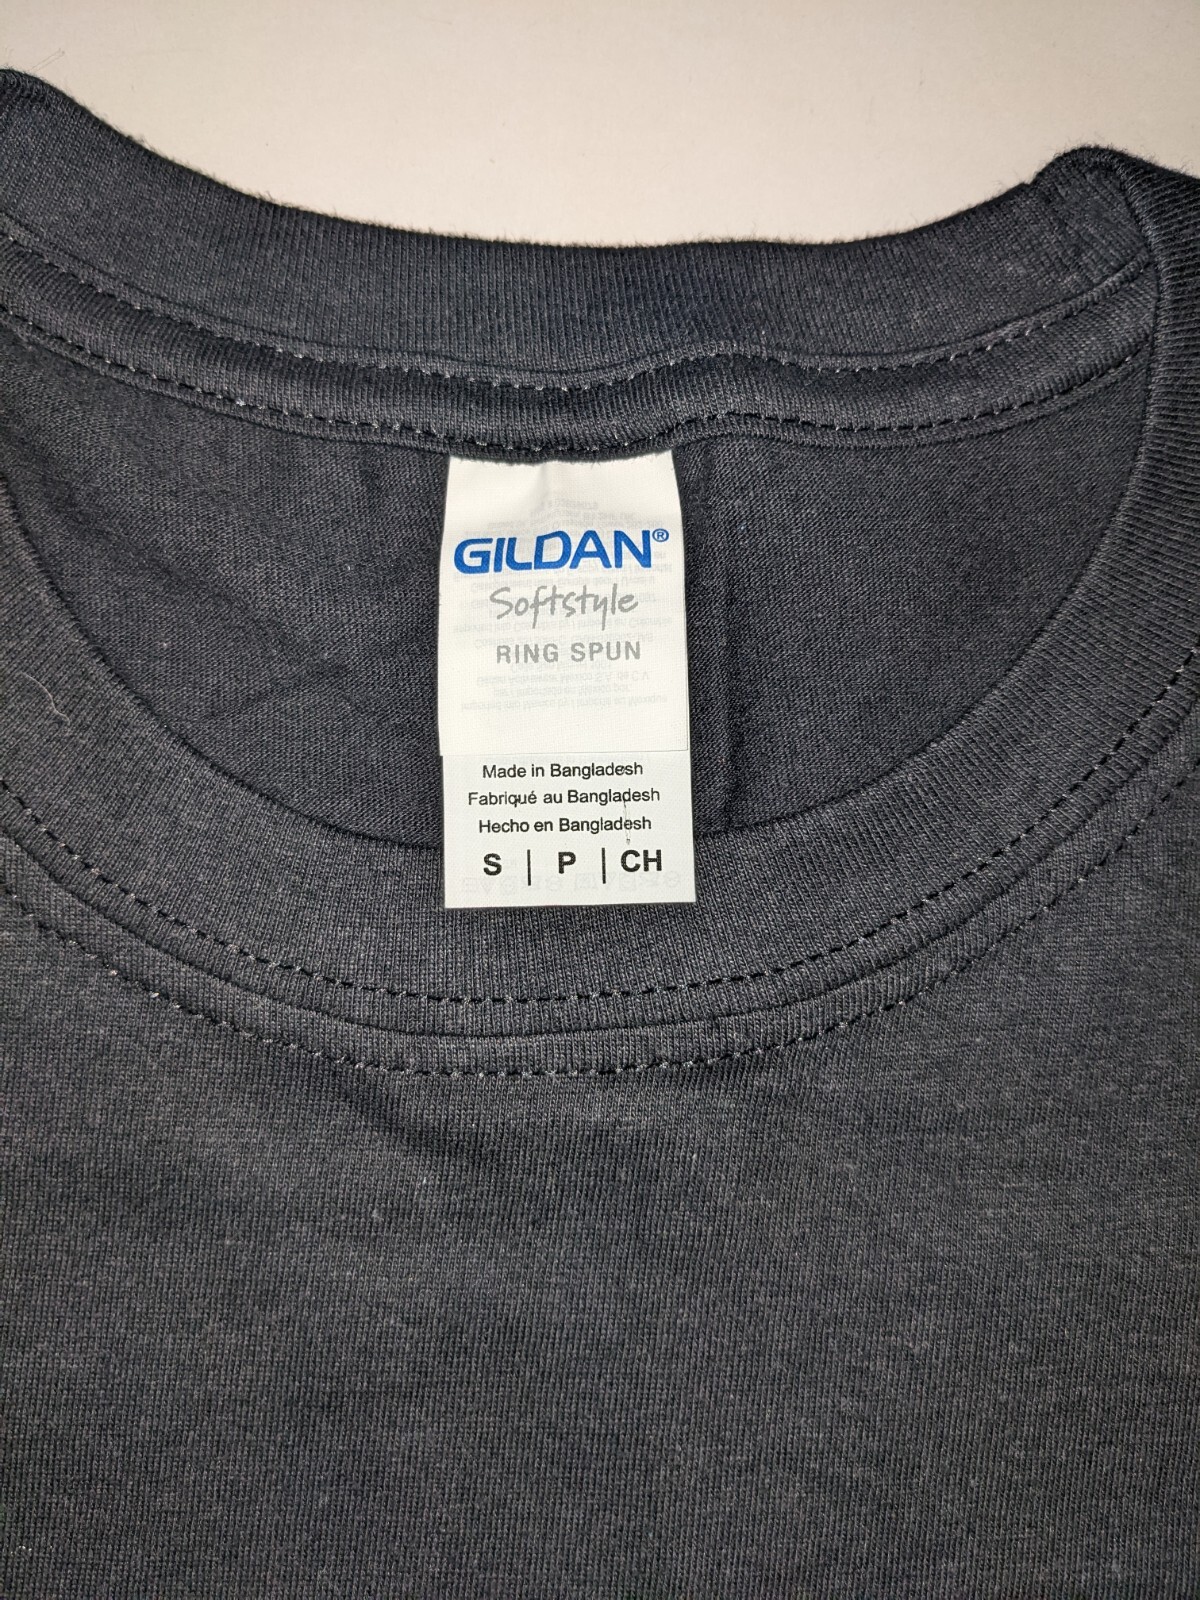 GILDAN®
Softstyle
RING SPUN
Made in Bangladesh
Fabriqué au Bangladesh
Hecho en Bangladesh
S | P | CH